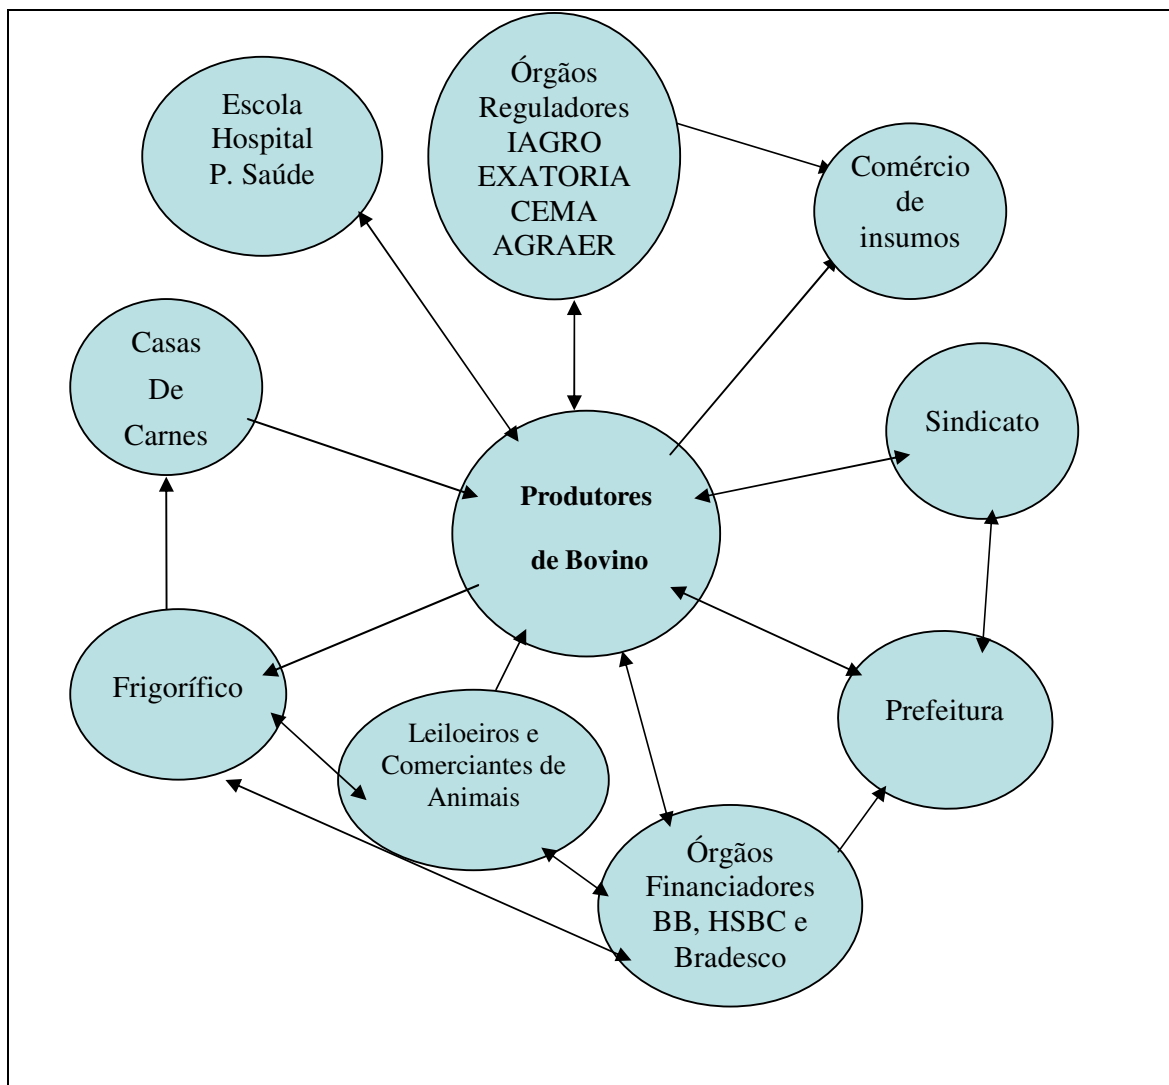 Escola
Hospital
P. Saúde
Órgãos
Reguladores
IAGRO
EXATORIA
CEMA
AGRAER
Comércio
de
insumos
Casas
De
Carnes
Sindicato
Produtores
de Bovino
Frigorífico
Leiloeiros e
Comerciantes de
Animais
Prefeitura
Órgãos
Financiadores
BB, HSBC e
Bradesco